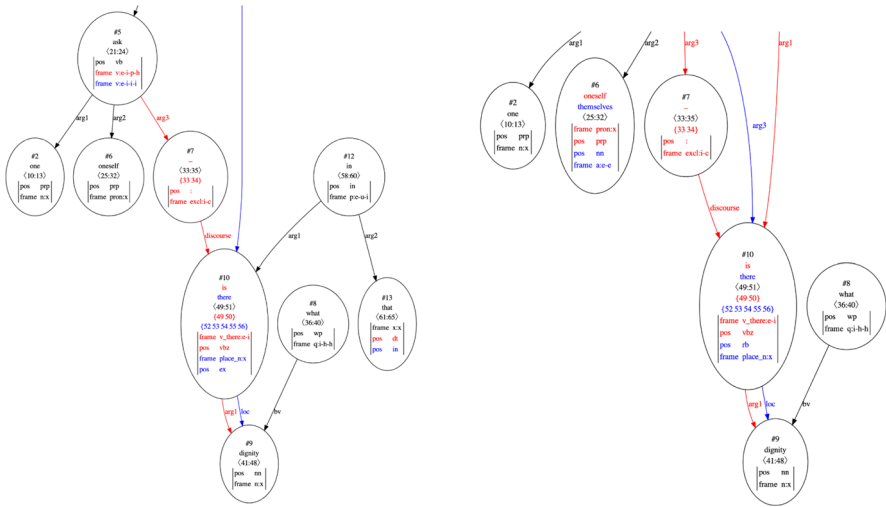 #5
ask
⟨21:24⟩
pos vb
frame v:e-i-p-h
frame v:e-i-i-i
arg1
arg2
arg3
#2
one
⟨10:13⟩
pos prp
frame n:x
#6
oneself
⟨25:32⟩
pos prp
frame pron:x
#7
–
⟨33:35⟩
{33 34}
pos :
frame excl:i-c
#12
in
⟨58:60⟩
pos in
frame p:e-u-i
discourse
arg1
arg2
#10
is
there
⟨49:51⟩
{49 50}
{52 53 54 55 56}
frame v_there:e-i
pos vbz
frame place_n:x
pos ex
#8
what
⟨36:40⟩
pos wp
frame q:i-h-h
#13
that
⟨61:65⟩
frame x:x
pos dt
pos in
arg1
loc
bv
#9
dignity
⟨41:48⟩
pos nn
frame n:x
arg1
arg2
arg3
arg1
#2
one
⟨10:13⟩
pos prp
frame n:x
#6
oneself
themselves
⟨25:32⟩
frame pron:x
pos prp
pos nn
frame a:e-e
#7
–
⟨33:35⟩
{33 34}
pos :
frame excl:i-c
arg3
discourse
#10
is
there
⟨49:51⟩
{49 50}
{52 53 54 55 56}
frame v_there:e-i
pos vbz
pos rb
frame place_n:x
#8
what
⟨36:40⟩
pos wp
frame q:i-h-h
arg1
loc
bv
#9
dignity
⟨41:48⟩
pos nn
frame n:x